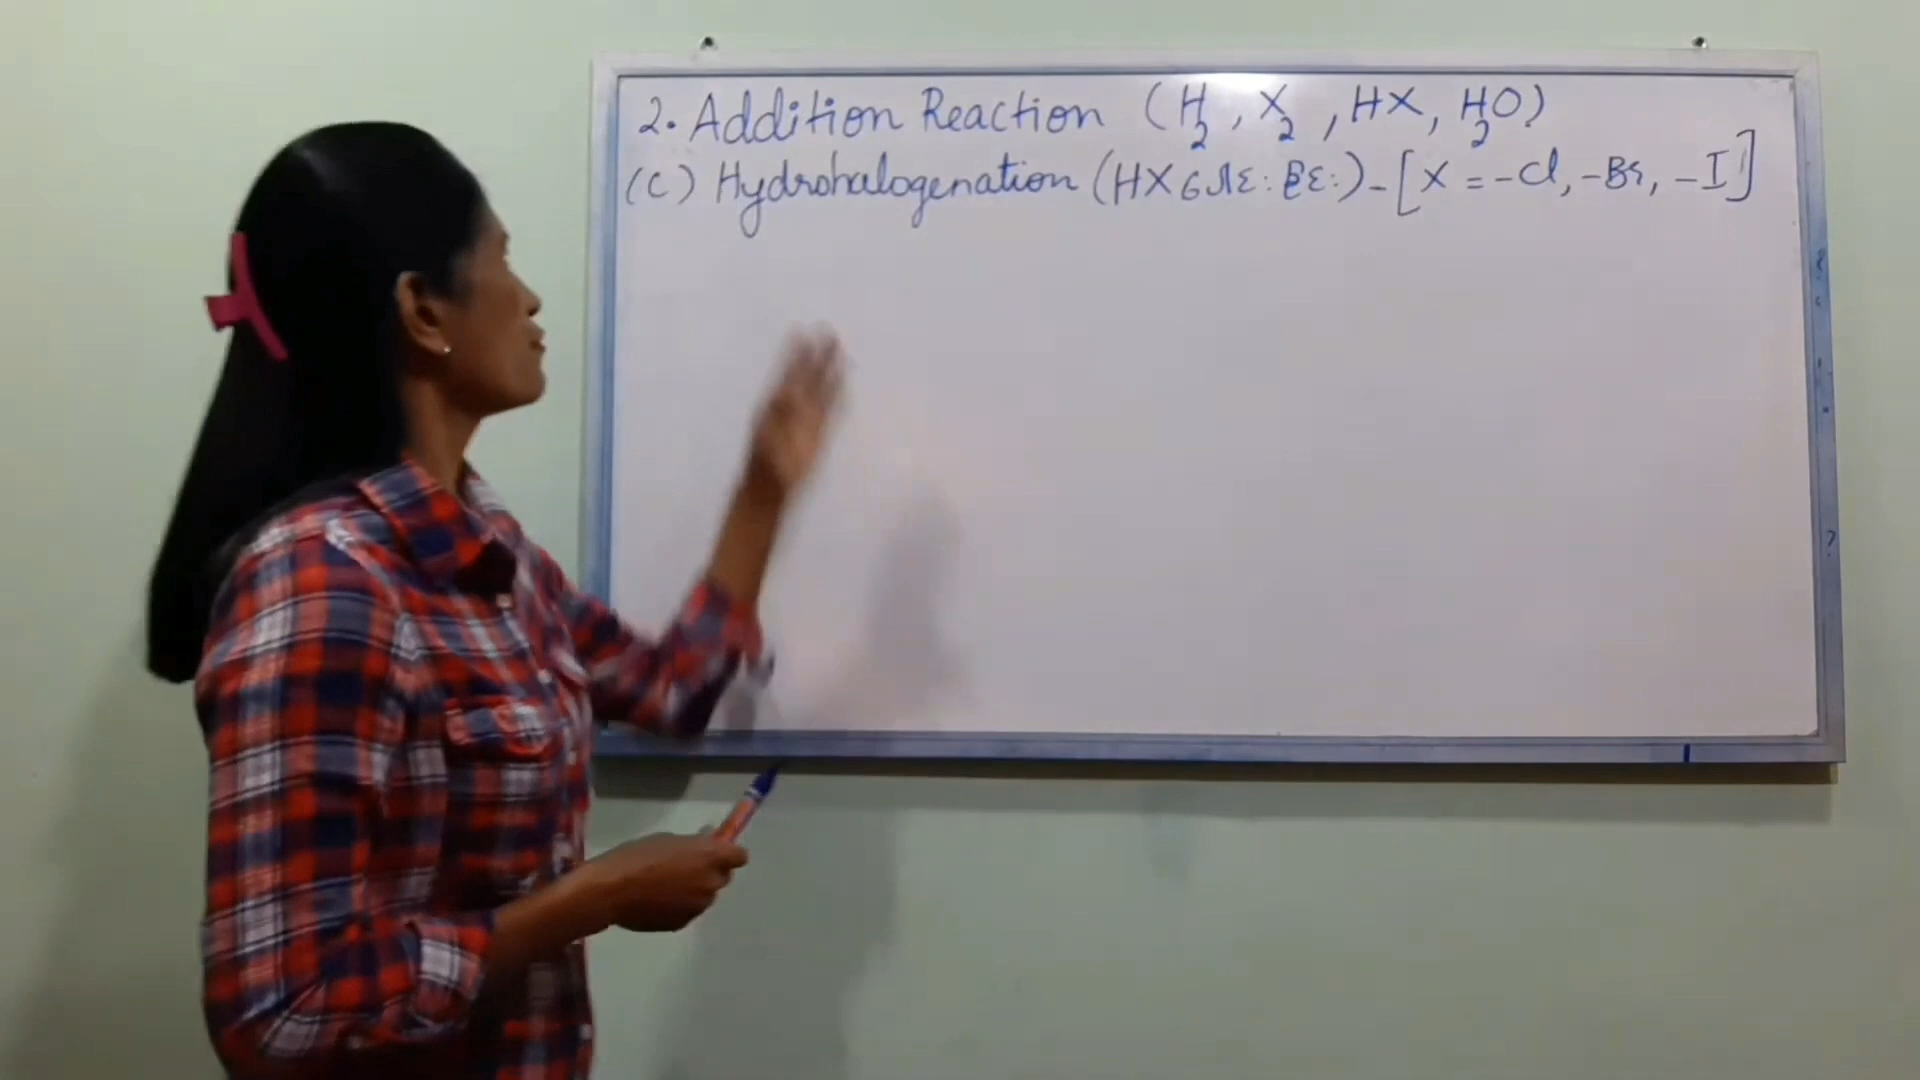 2. Addition Reaction (H₂, X₂, HX, H₂O)
(C) Hydrohalogenation (HX - [X = -Cl, -Br, -I]